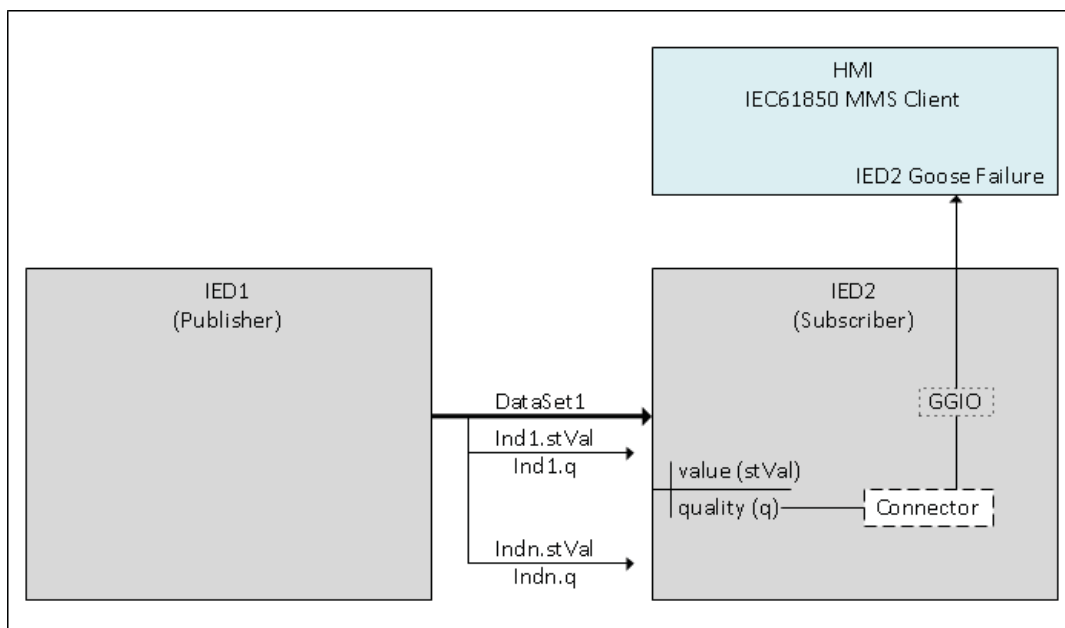 HMI
IEC61850 MMS Client
IED2 Goose Failure
IED1
(Publisher)
IED2
(Subscriber)
DataSet1
Ind1.stVal
Ind1.q
Indn.stVal
Indn.q
GGIO
value (stVal)
quality (q)
Connector